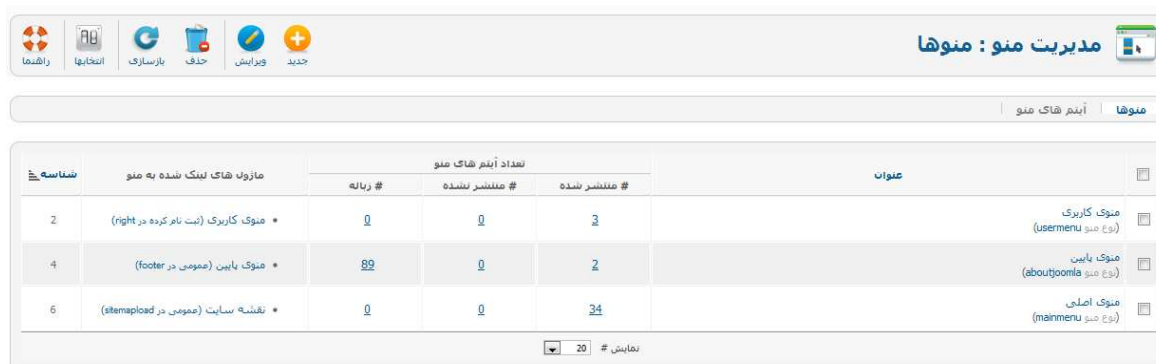 مدیریت منو : منوها
جدید
ویرایش
حذف
بازسازی
انتخابها
راهنما
منوها
آیتم های منو
عنوان
تعداد آیتم های منو
# منتشر شده
# منتشر نشده
# زباله
ماژول های لینک شده به منو
شناسه
منوی کاربری
(نوع منو usermenu)
3
0
0
منوی کاربری (ثبت نام کرده در right)
2
منوی پایین
(نوع منو aboutjoomla)
2
0
89
منوی پایین (عمومی در footer)
4
منوی اصلی
(نوع منو mainmenu)
34
0
0
نقشه سایت (عمومی در sitemapload)
6
نمایش # 20